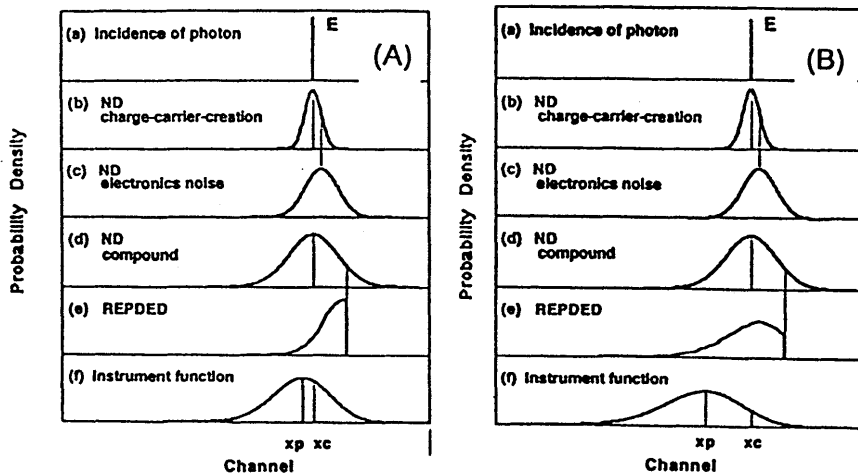 (a) Incidence of photon
E
(A)
(b) ND
charge-carrier-creation
(c) ND
electronics noise
(d) ND
compound
(e) REPDED
(f) Instrument function
xp xc
Channel
Probability Density
(a) Incidence of photon
E
(B)
(b) ND
charge-carrier-creation
(c) ND
electronics noise
(d) ND
compound
(e) REPDED
(f) Instrument function
xp xc
Channel
Probability Density